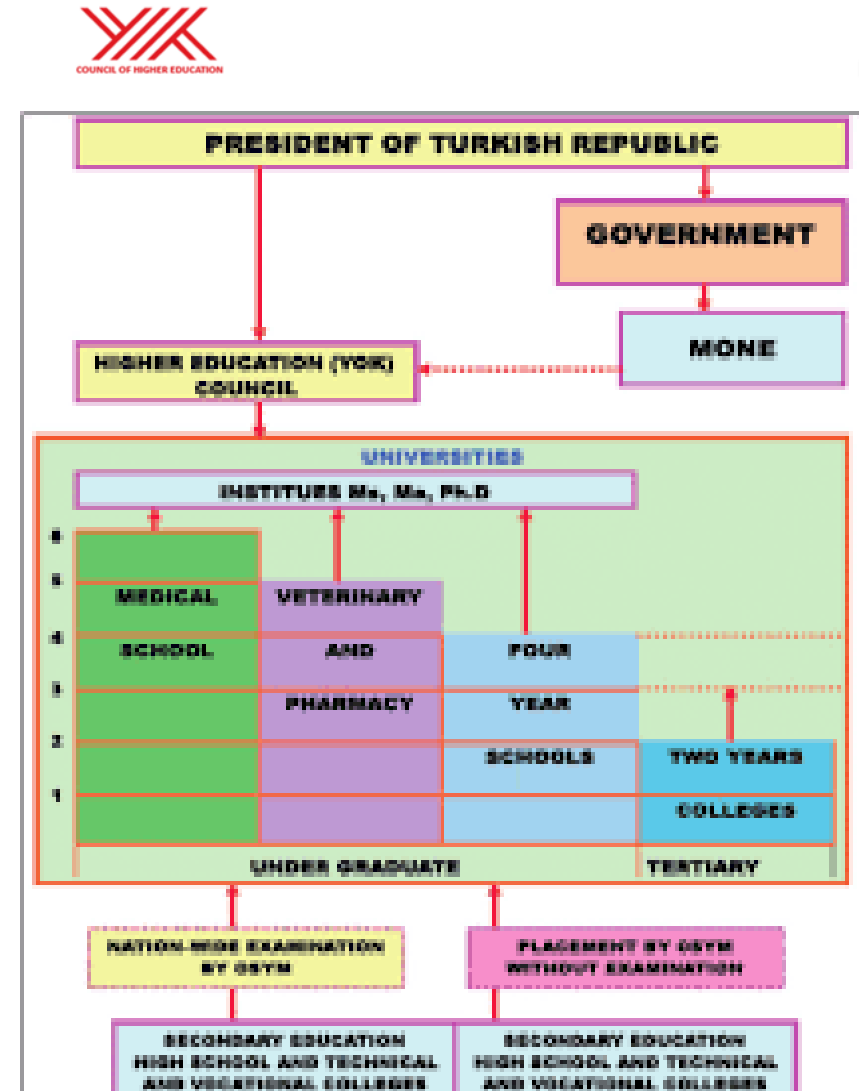 COUNCIL OF HIGHER EDUCATION
PRESIDENT OF TURKISH REPUBLIC
GOVERNMENT
MONE
HIGHER EDUCATION (YOK)
COUNCIL
UNIVERSITIES
INSTITUES Ms, Ma, Ph.D
6
5
MEDICAL
VETERINARY
4
SCHOOL
AND
FOUR
3
PHARMACY
YEAR
2
SCHOOLS
TWO YEARS
1
COLLEGES
UNDER GRADUATE
TERTIARY
NATION-WIDE EXAMINATION
BY OSYM
PLACEMENT BY OSYM
WITHOUT EXAMINATION
SECONDARY EDUCATION
HIGH SCHOOL AND TECHNICAL
AND VOCATIONAL COLLEGES
SECONDARY EDUCATION
HIGH SCHOOL AND TECHNICAL
AND VOCATIONAL COLLEGES